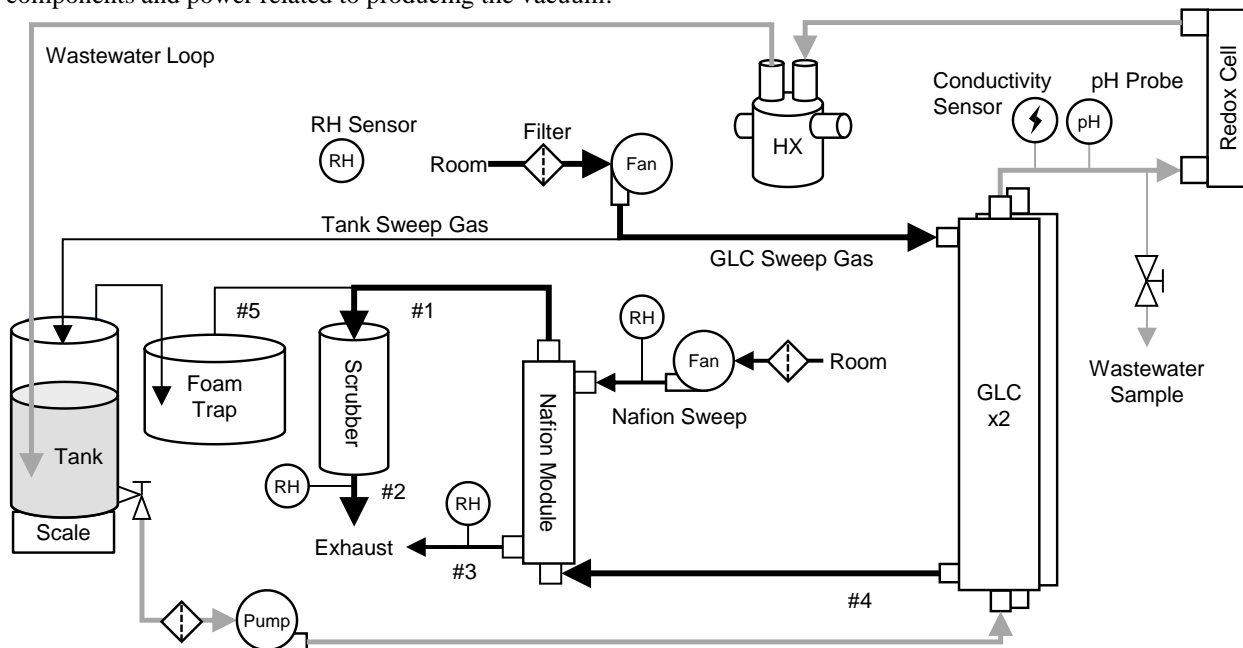 components and power related to producing the vacuum.
Wastewater Loop
Conductivity
Sensor
pH Probe
Redox Cell
RH Sensor
RH
Filter
Room
Fan
HX
pH
Tank Sweep Gas
GLC Sweep Gas
#5
#1
RH
Fan
Room
Wastewater
Sample
Foam
Trap
Scrubber
Nafion Sweep
Nafion Module
GLC
x2
Tank
RH
#2
RH
Scale
Exhaust
#3
#4
Pump